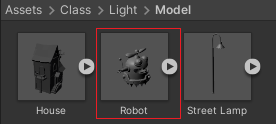 Assets > Class > Light > Model
House
Robot
Street Lamp